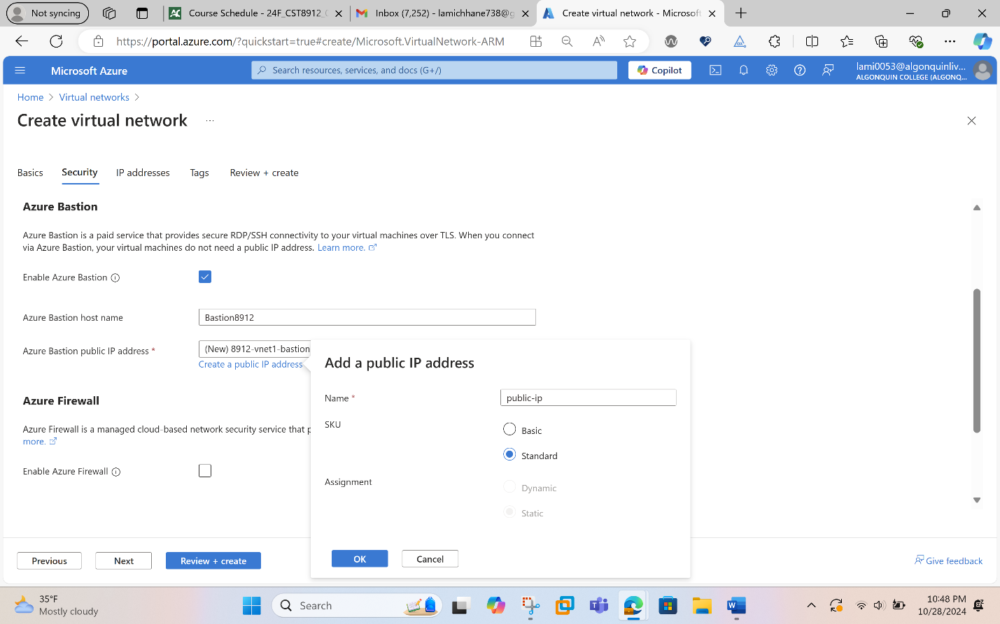 Not syncing
Course Schedule - 24F_CST8912_
Inbox (7,252) - lamichhane738@g
Create virtual network - Microsoft
https://portal.azure.com/?quickstart=true#create/Microsoft.VirtualNetwork-ARM
Microsoft Azure
Search resources, services, and docs (G+/)
Copilot
lami0053@algonquinliv...
ALGONQUIN COLLEGE (ALGONQ...
Home > Virtual networks >
Create virtual network ...
Basics
Security
IP addresses
Tags
Review + create
Azure Bastion
Azure Bastion is a paid service that provides secure RDP/SSH connectivity to your virtual machines over TLS. When you connect
via Azure Bastion, your virtual machines do not need a public IP address. Learn more.
Enable Azure Bastion
Azure Bastion host name
Bastion8912
Azure Bastion public IP address *
(New) 8912-vnet1-bastion
Create a public IP address
Add a public IP address
Name *
public-ip
SKU
Basic
Standard
Assignment
Dynamic
Static
OK
Cancel
Azure Firewall
Azure Firewall is a managed cloud-based network security service that p
more.
Enable Azure Firewall
Previous
Next
Review + create
Give feedback
35°F
Mostly cloudy
Search
10:48 PM
10/28/2024